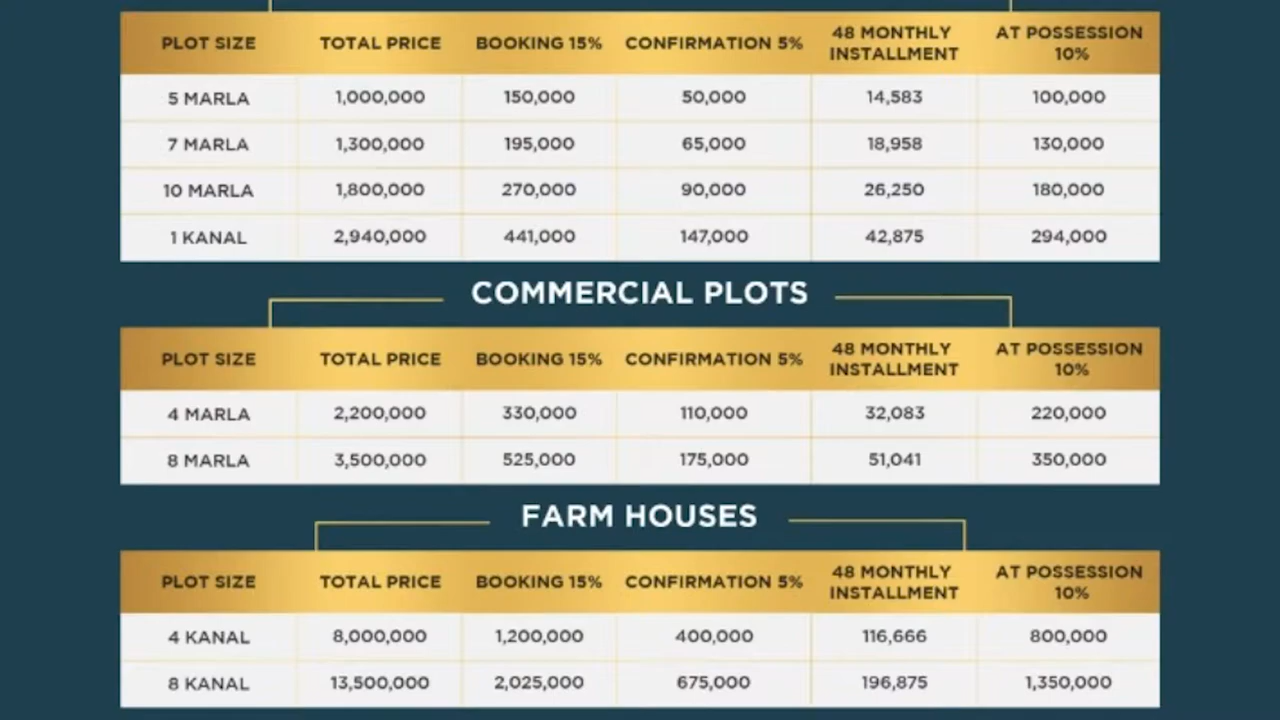 PLOT SIZE TOTAL PRICE BOOKING 15% CONFIRMATION 5% 48 MONTHLY INSTALLMENT AT POSSESSION 10%
5 MARLA 1,000,000 150,000 50,000 14,583 100,000
7 MARLA 1,300,000 195,000 65,000 18,958 130,000
10 MARLA 1,800,000 270,000 90,000 26,250 180,000
1 KANAL 2,940,000 441,000 147,000 42,875 294,000
COMMERCIAL PLOTS
PLOT SIZE TOTAL PRICE BOOKING 15% CONFIRMATION 5% 48 MONTHLY INSTALLMENT AT POSSESSION 10%
4 MARLA 2,200,000 330,000 110,000 32,083 220,000
8 MARLA 3,500,000 525,000 175,000 51,041 350,000
FARM HOUSES
PLOT SIZE TOTAL PRICE BOOKING 15% CONFIRMATION 5% 48 MONTHLY INSTALLMENT AT POSSESSION 10%
4 KANAL 8,000,000 1,200,000 400,000 116,666 800,000
8 KANAL 13,500,000 2,025,000 675,000 196,875 1,350,000